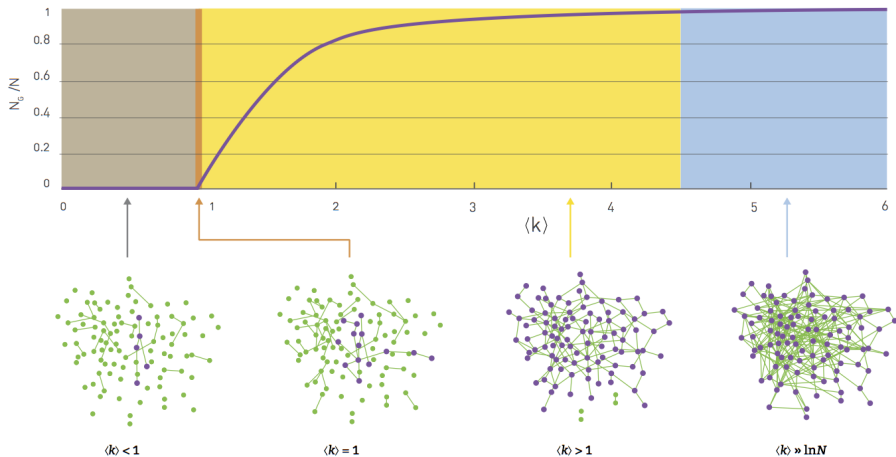 1
0.8
0.6
0.4
0.2
0
N_G /N
0 1 2 3 4 5 6
⟨k⟩
⟨k⟩ < 1
⟨k⟩ = 1
⟨k⟩ > 1
⟨k⟩ » lnN